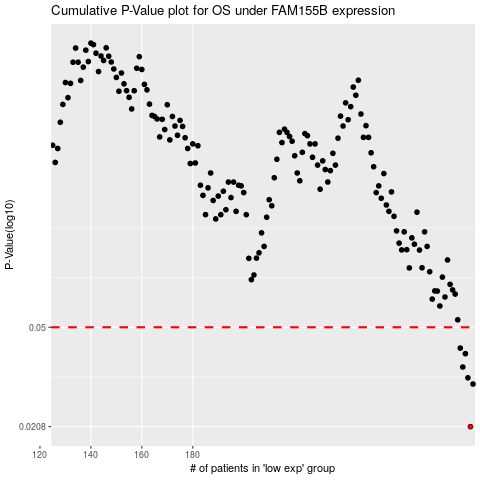 Cumulative P-Value plot for OS under FAM155B expression
P-Value(log10)
0.05
0.0208
120 140 160 180
# of patients in 'low exp' group